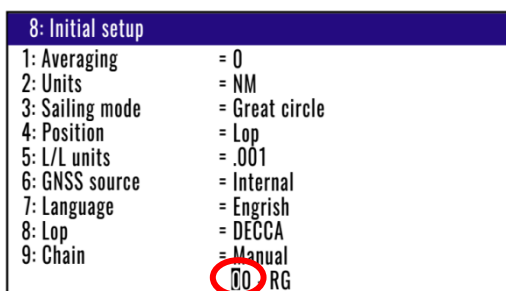 8: Initial setup
1: Averaging = 0
2: Units = NM
3: Sailing mode = Great circle
4: Position = Lop
5: L/L units = .001
6: GNSS source = Internal
7: Language = Engrish
8: Lop = DECCA
9: Chain = Manual
00 - RG